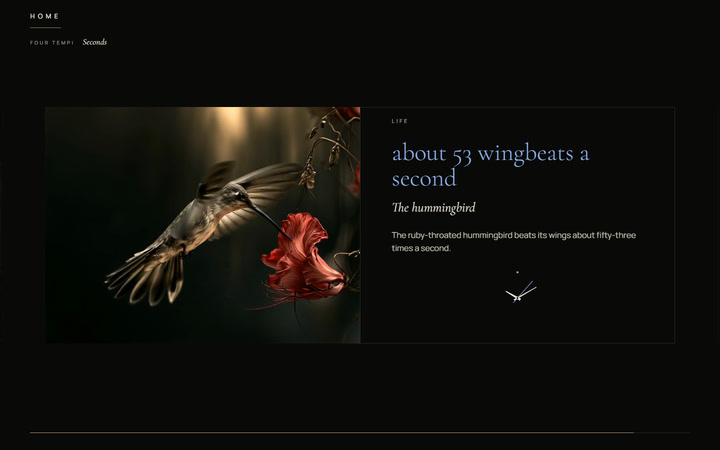 HOME
FOUR TEMPI Seconds
LIFE
about 53 wingbeats a
second
The hummingbird
The ruby-throated hummingbird beats its wings about fifty-three
times a second.